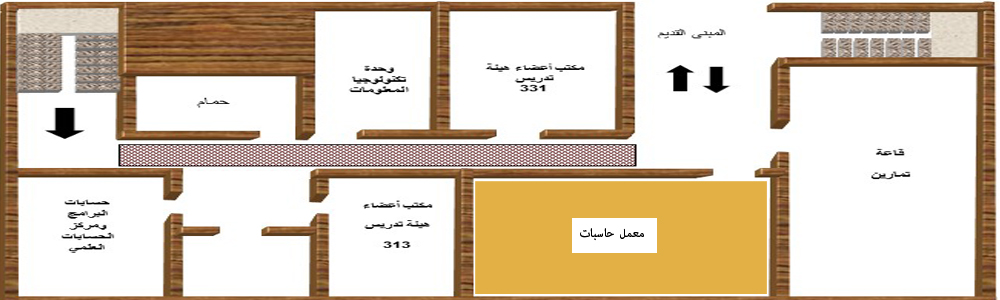 المبنى القديم
وحدة
تكنولوجيا
المعلومات
مكتب أعضاء هيئة
تدريس
331
حمام
قاعة
تمارين
حسابات
البرامج
ومركز
الحسابات
العلمي
مكتب أعضاء
هيئة تدريس
313
معمل حاسبات